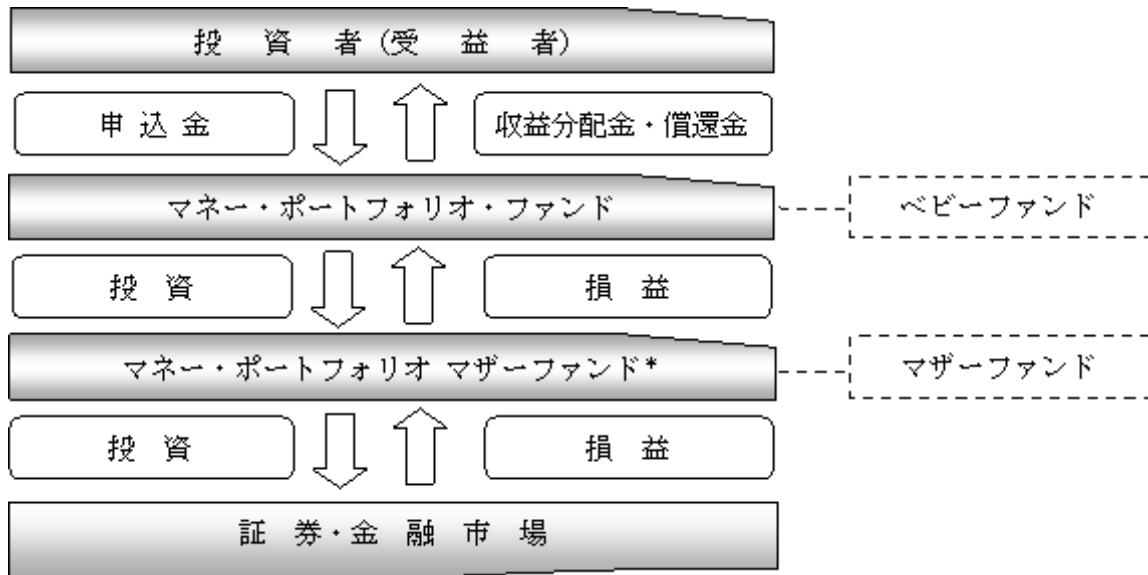 投資者(受益者)
申込金
収益分配金・償還金
マネー・ポートフォリオ・ファンド
ベビーファンド
投資
損益
マネー・ポートフォリオ マザーファンド*
マザーファンド
投資
損益
証券・金融市場